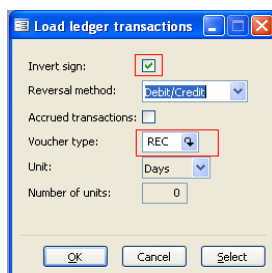 Load ledger transactions
Invert sign:
Reversal method: Debit/Credit
Accrued transactions:
Voucher type: REC
Unit: Days
Number of units: 0
OK Cancel Select